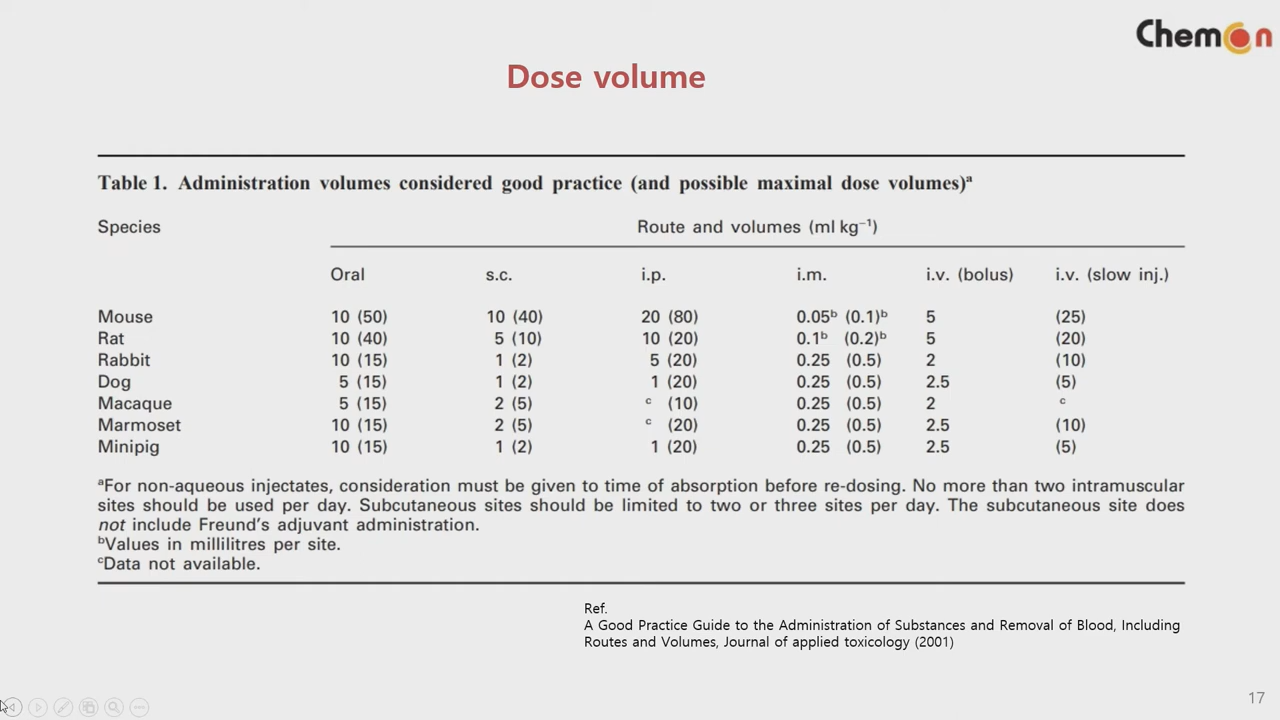 ChemOn
Dose volume
Table 1. Administration volumes considered good practice (and possible maximal dose volumes)ᵃ
Species Route and volumes (ml kg⁻¹)
Oral s.c. i.p. i.m. i.v. (bolus) i.v. (slow inj.)
Mouse 10 (50) 10 (40) 20 (80) 0.05ᵇ (0.1)ᵇ 5 (25)
Rat 10 (40) 5 (10) 10 (20) 0.1ᵇ (0.2)ᵇ 5 (20)
Rabbit 10 (15) 1 (2) 5 (20) 0.25 (0.5) 2 (10)
Dog 5 (15) 1 (2) 1 (20) 0.25 (0.5) 2.5 (5)
Macaque 5 (15) 2 (5) ᶜ (10) 0.25 (0.5) 2 ᶜ
Marmoset 10 (15) 2 (5) ᶜ (20) 0.25 (0.5) 2.5 (10)
Minipig 10 (15) 1 (2) 1 (20) 0.25 (0.5) 2.5 (5)
ᵃFor non-aqueous injectates, consideration must be given to time of absorption before re-dosing. No more than two intramuscular
sites should be used per day. Subcutaneous sites should be limited to two or three sites per day. The subcutaneous site does
not include Freund's adjuvant administration.
ᵇValues in millilitres per site.
ᶜData not available.
Ref.
A Good Practice Guide to the Administration of Substances and Removal of Blood, Including
Routes and Volumes, Journal of applied toxicology (2001)
17